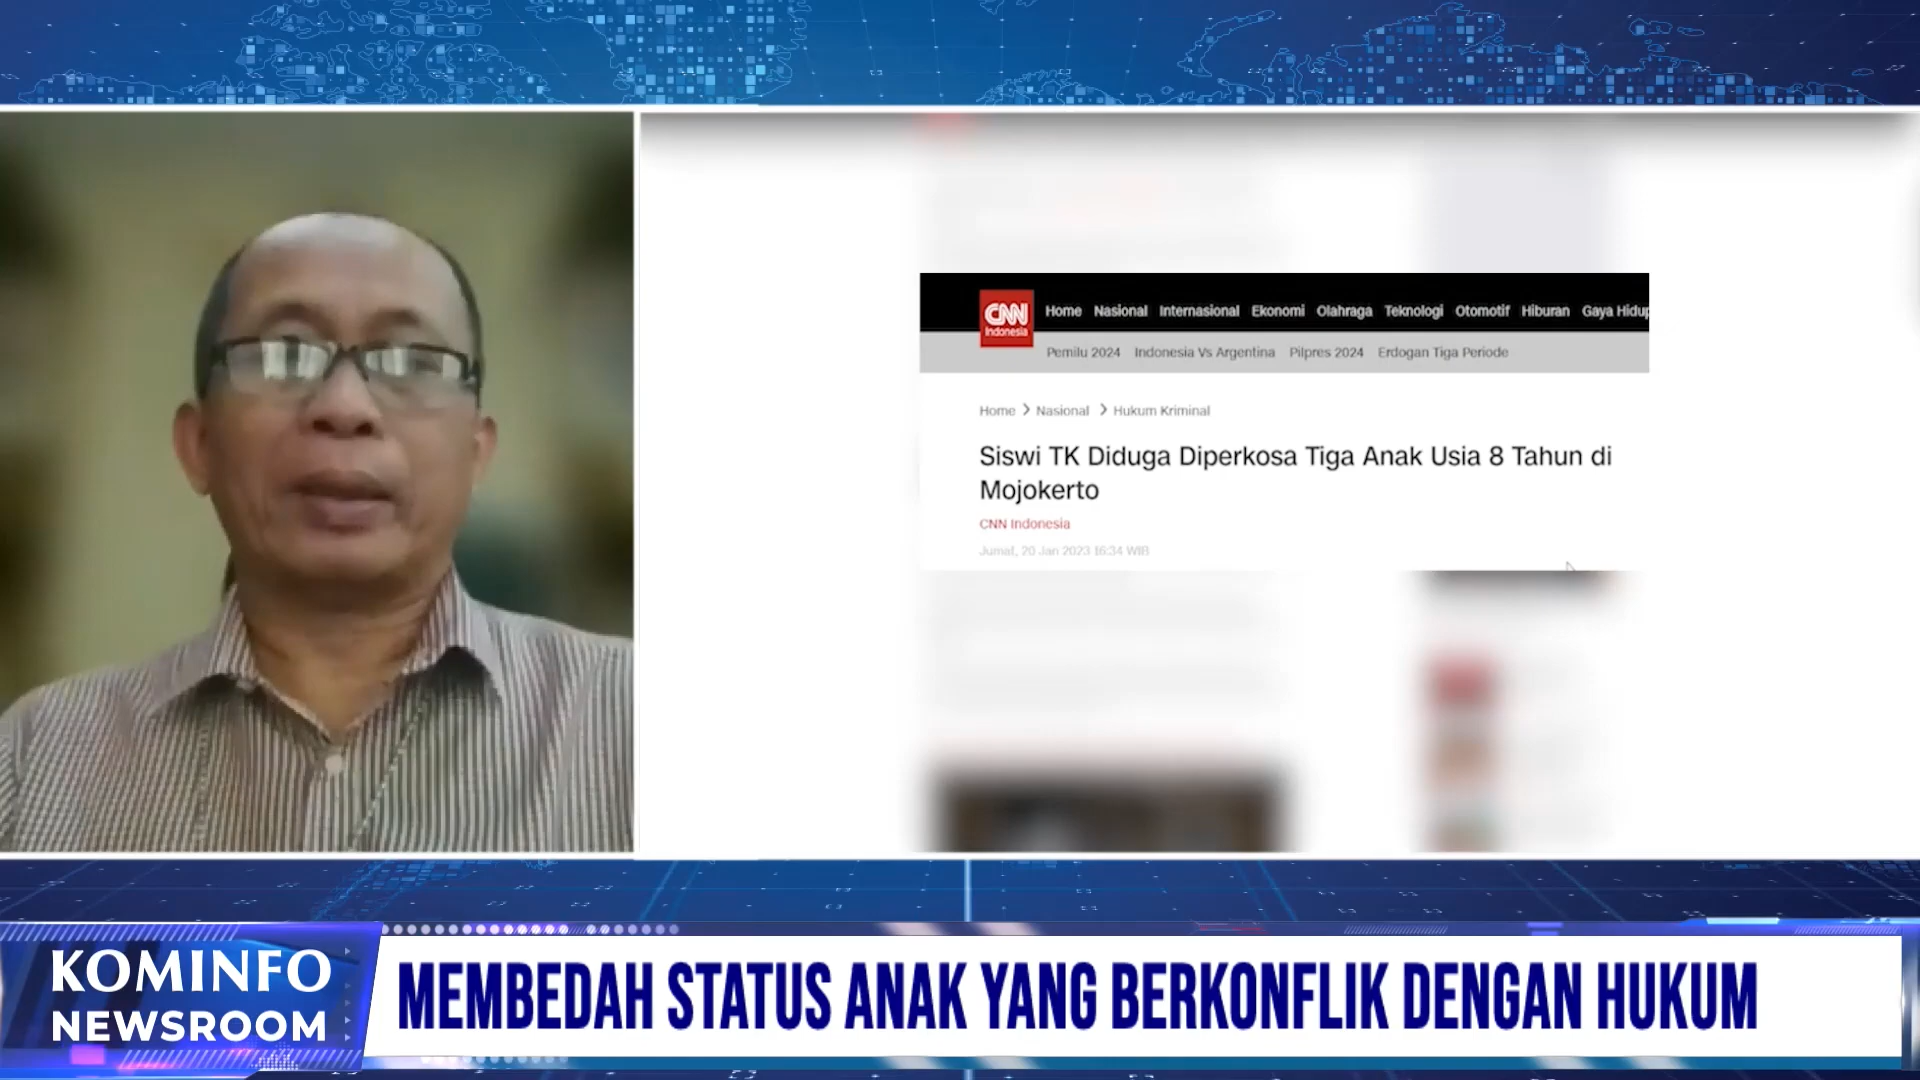 CNN
Indonesia
Home Nasional Internasional Ekonomi Olahraga Teknologi Otomotif Hiburan Gaya Hidup
Pemilu 2024 Indonesia Vs Argentina Pilpres 2024 Erdogan Tiga Periode
Home > Nasional > Hukum Kriminal
Siswi TK Diduga Diperkosa Tiga Anak Usia 8 Tahun di
Mojokerto
CNN Indonesia
Jumat, 20 Jan 2023 16:34 WIB
KOMINFO
NEWSROOM
MEMBEDAH STATUS ANAK YANG BERKONFLIK DENGAN HUKUM